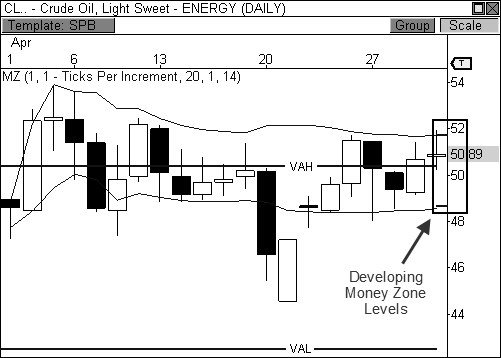 CL.. - Crude Oil, Light Sweet - ENERGY (DAILY)
Template: SPB
Group
Scale
Apr
1 6 13 20 27
T
MZ (1, 1 - Ticks Per Increment, 20, 1, 14)
54
52
VAH
50 89
50
48
46
Developing
Money Zone
Levels
44
VAL